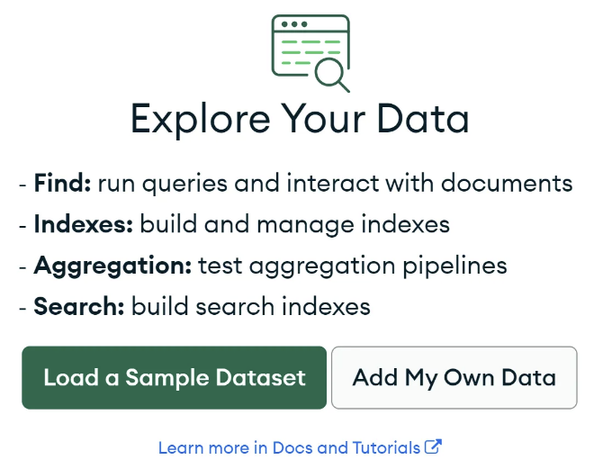 Explore Your Data
- Find: run queries and interact with documents
- Indexes: build and manage indexes
- Aggregation: test aggregation pipelines
- Search: build search indexes
Load a Sample Dataset
Add My Own Data
Learn more in Docs and Tutorials